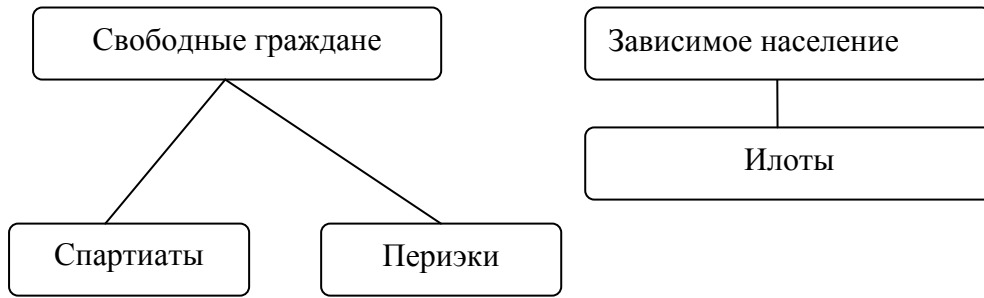 Свободные граждане
Зависимое население
Илоты
Спартиаты
Периэки